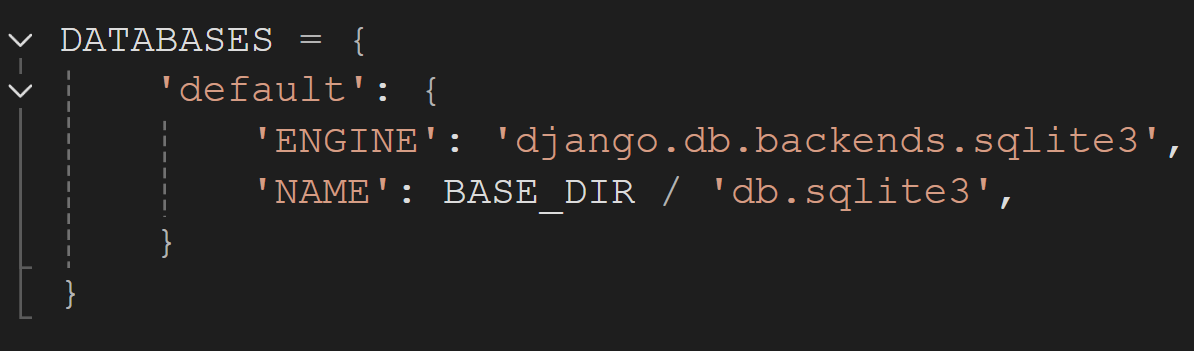 DATABASES = {
    'default': {
        'ENGINE': 'django.db.backends.sqlite3',
        'NAME': BASE_DIR / 'db.sqlite3',
    }
}